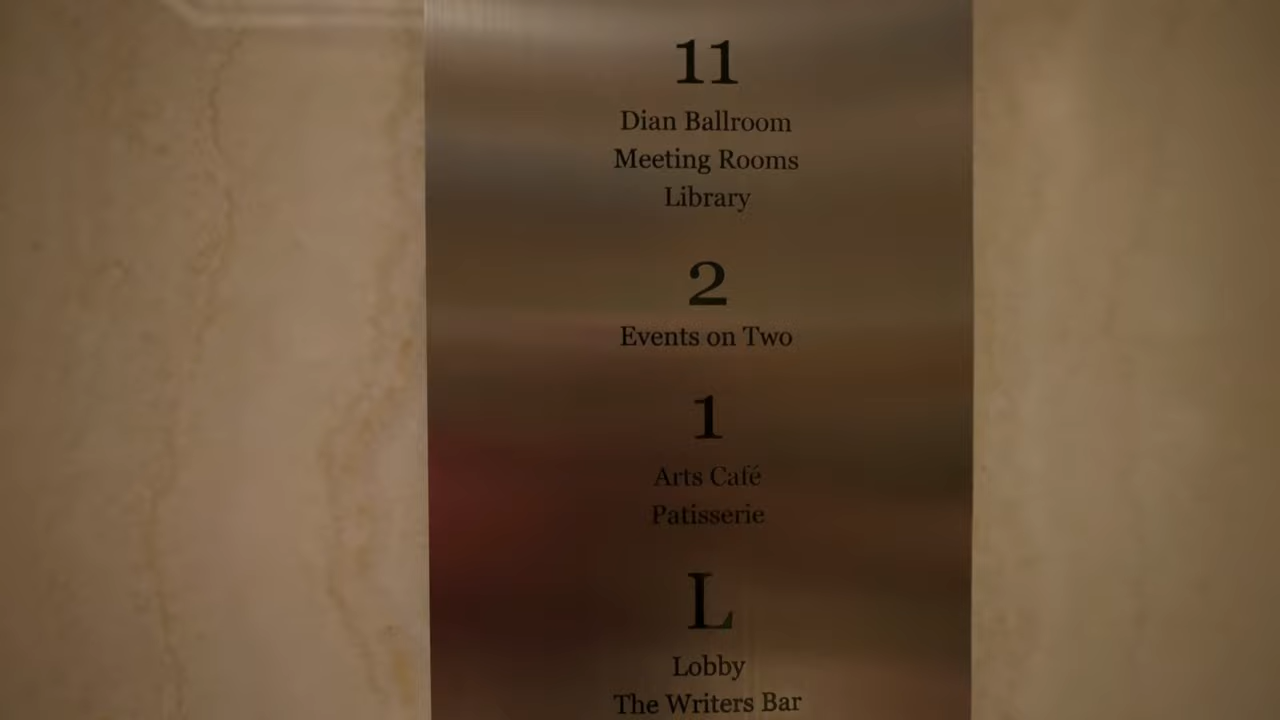 11
Dian Ballroom
Meeting Rooms
Library
2
Events on Two
1
Arts Café
Patisserie
L
Lobby
The Writers Bar